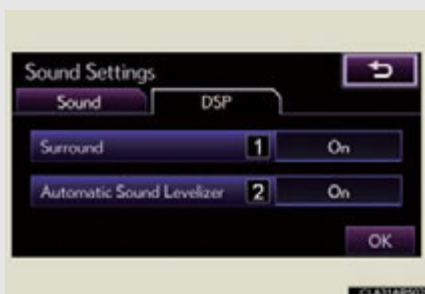 Sound Settings
Sound DSP
Surround 1 On
Automatic Sound Levelizer 2 On
OK